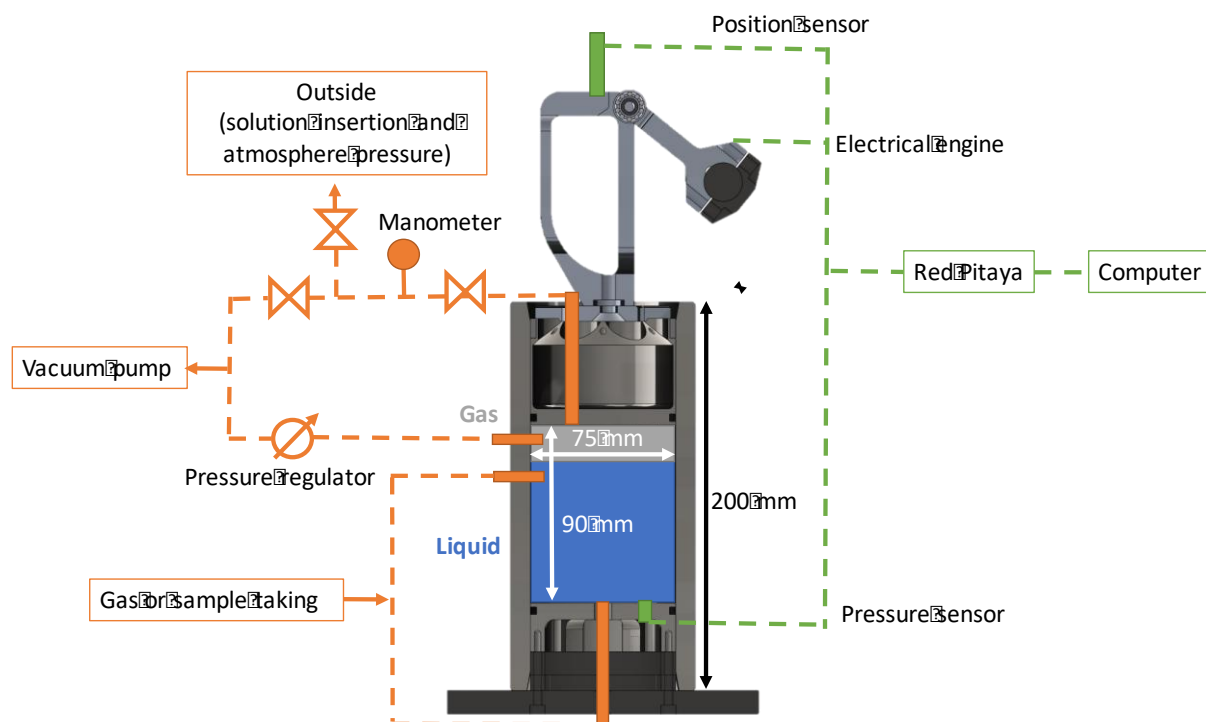 Position sensor
Outside
(solution insertion and
atmosphere pressure)
Electrical engine
Manometer
Red Pitaya
Computer
Vacuum pump
Gas
75 mm
Pressure regulator
200 mm
90 mm
Liquid
Gas or sample taking
Pressure sensor